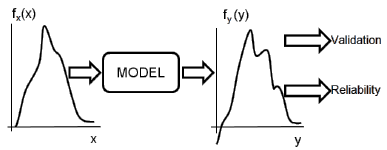 fx(x)
fy(y)
Validation
MODEL
Reliability
x
y